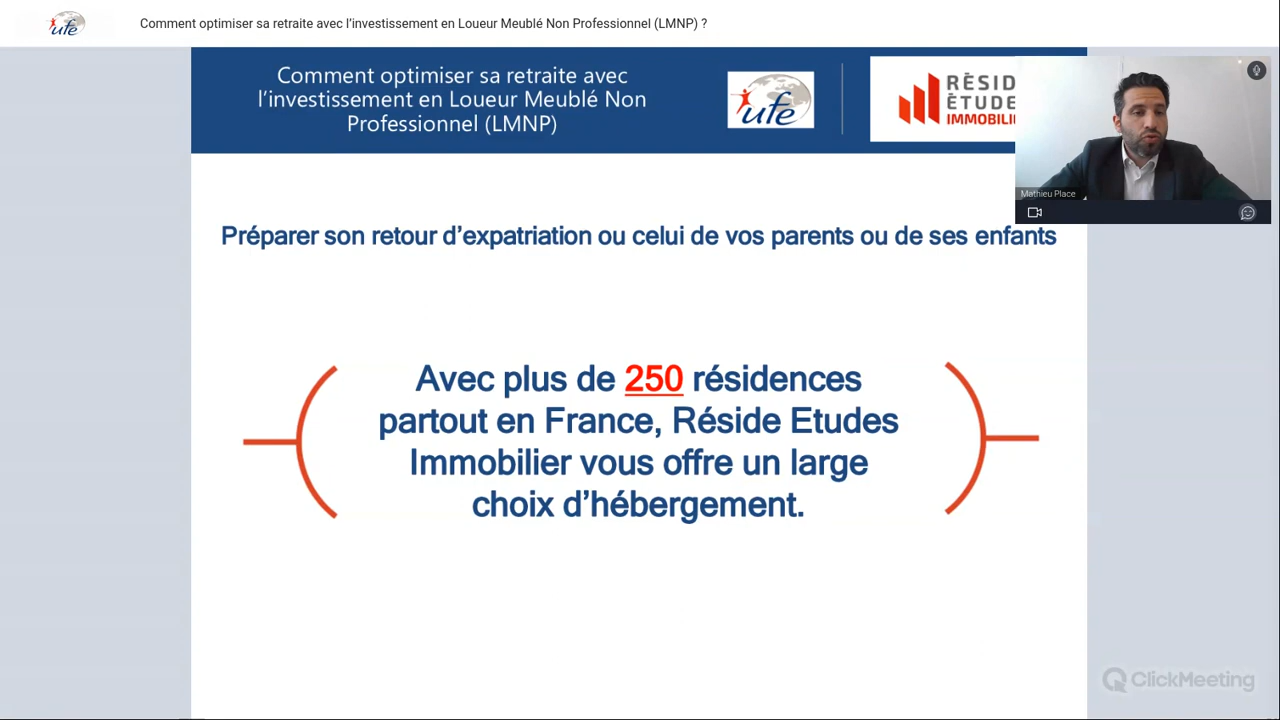 ufe
Comment optimiser sa retraite avec l’investissement en Loueur Meublé Non Professionnel (LMNP) ?
Comment optimiser sa retraite avec
l’investissement en Loueur Meublé Non
Professionnel (LMNP)
ufe
RÉSID
ÉTUDE
IMMOBILI
Mathieu Place
Préparer son retour d’expatriation ou celui de vos parents ou de ses enfants
Avec plus de 250 résidences
partout en France, Réside Etudes
Immobilier vous offre un large
choix d’hébergement.
ClickMeeting